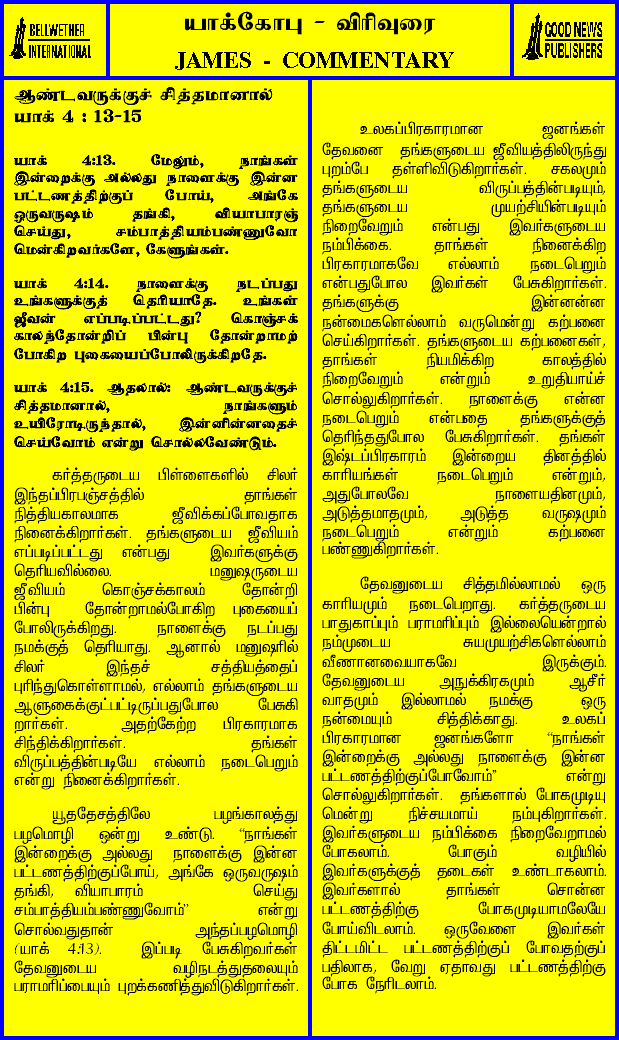 BELLWETHER
INTERNATIONAL
யாக்கோபு - விரிவுரை
JAMES - COMMENTARY
GOOD NEWS
PUBLISHERS
ஆண்டவருக்குச் சித்தமானால்
யாக் 4 : 13-15
யாக் 4:13. மேலும், நாங்கள்
இன்றைக்கு அல்லது நாளைக்கு இன்ன
பட்டணத்திற்குப் போய், அங்கே
ஒருவருஷம் தங்கி, வியாபாரஞ்
செய்து, சம்பாத்தியம்பண்ணுவோ
மென்கிறவர்களே, கேளுங்கள்.
யாக் 4:14. நாளைக்கு நடப்பது
உங்களுக்குத் தெரியாதே. உங்கள்
ஜீவன் எப்படிப்பட்டது? கொஞ்சக்
காலந்தோன்றிப் பின்பு தோன்றாமற்
போகிற புகையைப்போலிருக்கிறதே.
யாக் 4:15. ஆதலால்: ஆண்டவருக்குச்
சித்தமானால், நாங்களும்
உயிரோடிருந்தால், இன்னின்னதைச்
செய்வோம் என்று சொல்லவேண்டும்.
கர்த்தருடைய பிள்ளைகளில் சிலர்
இந்தப்பிரபஞ்சத்தில் தாங்கள்
நித்தியகாலமாக ஜீவிக்கப்போவதாக
நினைக்கிறார்கள். தங்களுடைய ஜீவியம்
எப்படிப்பட்டது என்பது இவர்களுக்கு
தெரியவில்லை. மனுஷருடைய
ஜீவியம் கொஞ்சக்காலம் தோன்றி
பின்பு தோன்றாமல்போகிற புகையைப்
போலிருக்கிறது. நாளைக்கு நடப்பது
நமக்குத் தெரியாது. ஆனால் மனுஷரில்
சிலர் இந்தச் சத்தியத்தைப்
புரிந்துகொள்ளாமல், எல்லாம் தங்களுடைய
ஆளுகைக்குட்பட்டிருப்பதுபோல பேசுகி
றார்கள். அதற்கேற்ற பிரகாரமாக
சிந்திக்கிறார்கள். தங்கள்
விருப்பத்தின்படியே எல்லாம் நடைபெறும்
என்று நினைக்கிறார்கள்.
யூததேசத்திலே பழங்காலத்து
பழமொழி ஒன்று உண்டு. “நாங்கள்
இன்றைக்கு அல்லது நாளைக்கு இன்ன
பட்டணத்திற்குப்போய், அங்கே ஒருவருஷம்
தங்கி, வியாபாரம் செய்து
சம்பாத்தியம்பண்ணுவோம்” என்று
சொல்வதுதான் அந்தப்பழமொழி
(யாக் 4:13). இப்படி பேசுகிறவர்கள்
தேவனுடைய வழிநடத்துதலையும்
பராமரிப்பையும் புறக்கணித்துவிடுகிறார்கள்.
உலகப்பிரகாரமான ஜனங்கள்
தேவனை தங்களுடைய ஜீவியத்திலிருந்து
புறம்பே தள்ளிவிடுகிறார்கள். சகலமும்
தங்களுடைய விருப்பத்தின்படியும்,
தங்களுடைய முயற்சியின்படியும்
நிறைவேறும் என்பது இவர்களுடைய
நம்பிக்கை. தாங்கள் நினைக்கிற
பிரகாரமாகவே எல்லாம் நடைபெறும்
என்பதுபோல இவர்கள் பேசுகிறார்கள்.
தங்களுக்கு இன்னன்ன
நன்மைகளெல்லாம் வருமென்று கற்பனை
செய்கிறார்கள். தங்களுடைய கற்பனைகள்,
தாங்கள் நியமிக்கிற காலத்தில்
நிறைவேறும் என்றும் உறுதியாய்ச்
சொல்லுகிறார்கள். நாளைக்கு என்ன
நடைபெறும் என்பதை தங்களுக்குத்
தெரிந்ததுபோல பேசுகிறார்கள். தங்கள்
இஷ்டப்பிரகாரம் இன்றைய தினத்தில்
காரியங்கள் நடைபெறும் என்றும்,
அதுபோலவே நாளையதினமும்,
அடுத்தமாதமும், அடுத்த வருஷமும்
நடைபெறும் என்றும் கற்பனை
பண்ணுகிறார்கள்.
தேவனுடைய சித்தமில்லாமல் ஒரு
காரியமும் நடைபெறாது. கர்த்தருடைய
பாதுகாப்பும் பராமரிப்பும் இல்லையென்றால்
நம்முடைய சுயமுயற்சிகளெல்லாம்
வீணானவையாகவே இருக்கும்.
தேவனுடைய அநுக்கிரகமும் ஆசீர்
வாதமும் இல்லாமல் நமக்கு ஒரு
நன்மையும் சித்திக்காது. உலகப்
பிரகாரமான ஜனங்களோ “நாங்கள்
இன்றைக்கு அல்லது நாளைக்கு இன்ன
பட்டணத்திற்குப்போவோம்” என்று
சொல்லுகிறார்கள். தங்களால் போகமுடியு
மென்று நிச்சயமாய் நம்புகிறார்கள்.
இவர்களுடைய நம்பிக்கை நிறைவேறாமல்
போகலாம். போகும் வழியில்
இவர்களுக்குத் தடைகள் உண்டாகலாம்.
இவர்களால் தாங்கள் சொன்ன
பட்டணத்திற்கு போகமுடியாமலேயே
போய்விடலாம். ஒருவேளை இவர்கள்
திட்டமிட்ட பட்டணத்திற்குப் போவதற்குப்
பதிலாக, வேறு ஏதாவது பட்டணத்திற்கு
போக நேரிடலாம்.